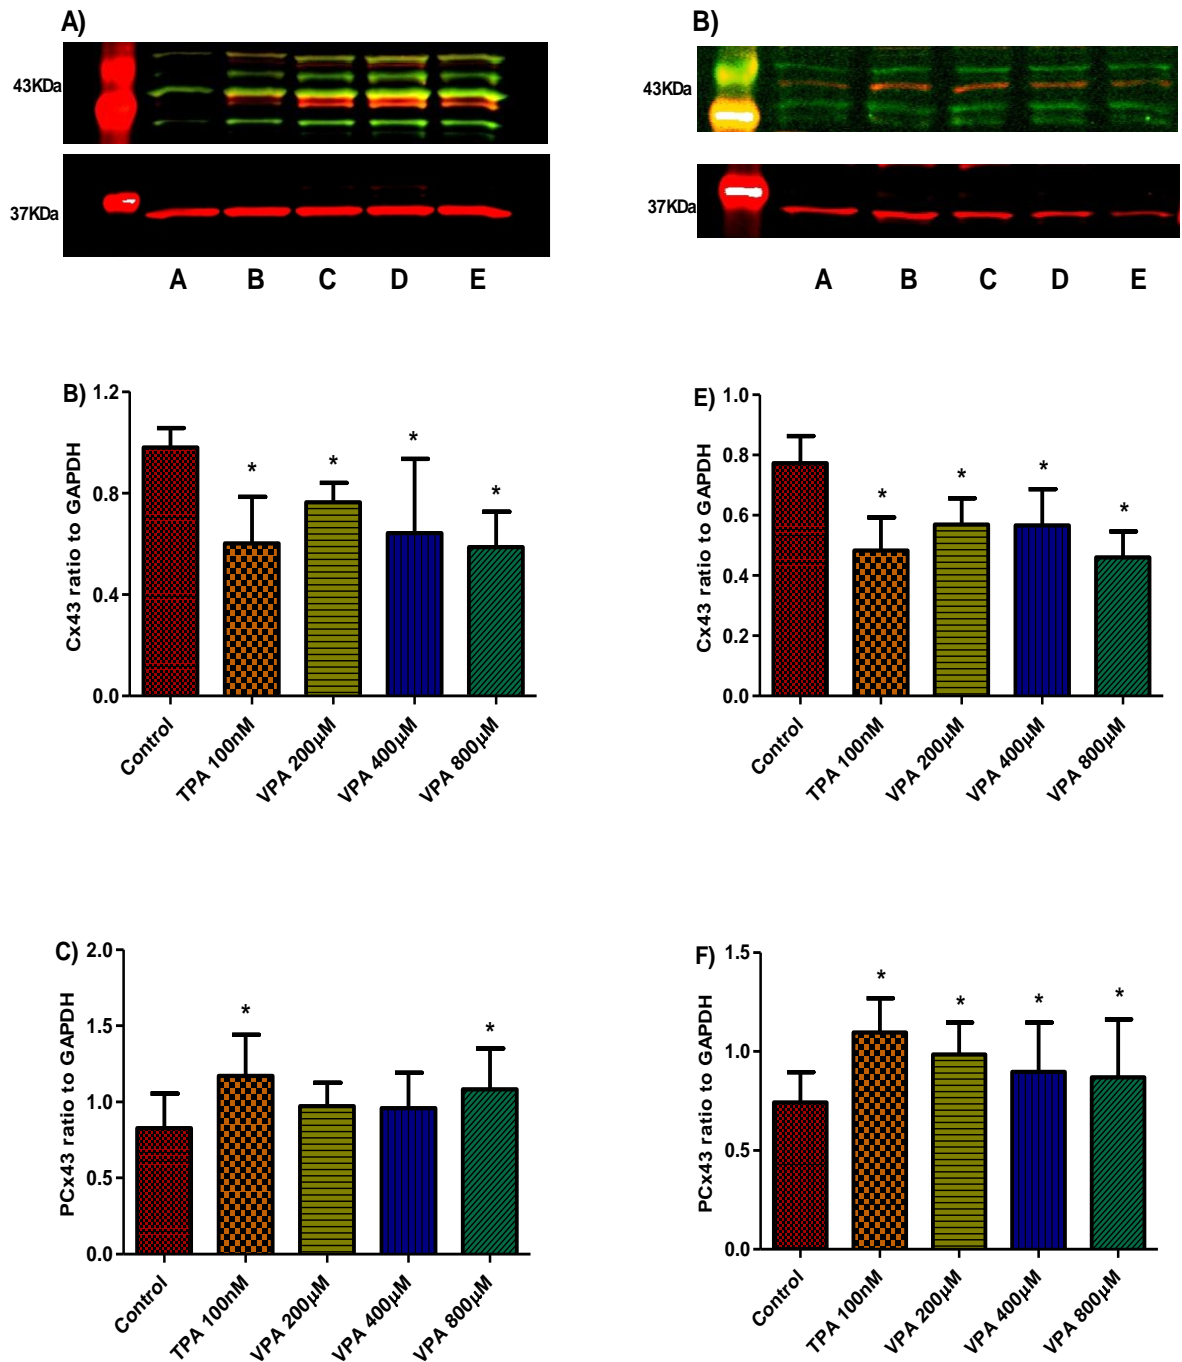 A)
B)
43KDa
43KDa
37KDa
37KDa
A B C D E
A B C D E
B)
Cx43 ratio to GAPDH
1.2
*
*
*
*
0.8
0.4
0.0
Control
TPA 100nM
VPA 200µM
VPA 400µM
VPA 800µM
E)
Cx43 ratio to GAPDH
1.0
0.8
*
*
*
*
0.6
0.4
0.2
0.0
Control
TPA 100nM
VPA 200µM
VPA 400µM
VPA 800µM
C)
PCx43 ratio to GAPDH
2.0
1.5
*
*
1.0
0.5
0.0
Control
TPA 100nM
VPA 200µM
VPA 400µM
VPA 800µM
F)
PCx43 ratio to GAPDH
1.5
*
*
*
*
1.0
0.5
0.0
Control
TPA 100nM
VPA 200µM
VPA 400µM
VPA 800µM